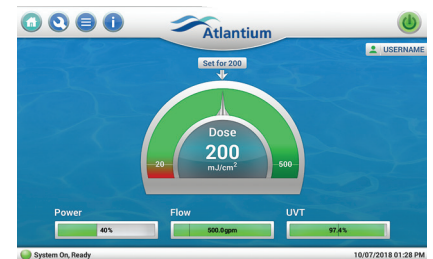 Atlantium
USERNAME
Set for 200
Dose
200
mJ/cm²
20
500
Power
Flow
UVT
40%
500.0gpm
97.4%
System On, Ready
10/07/2018 01:28 PM